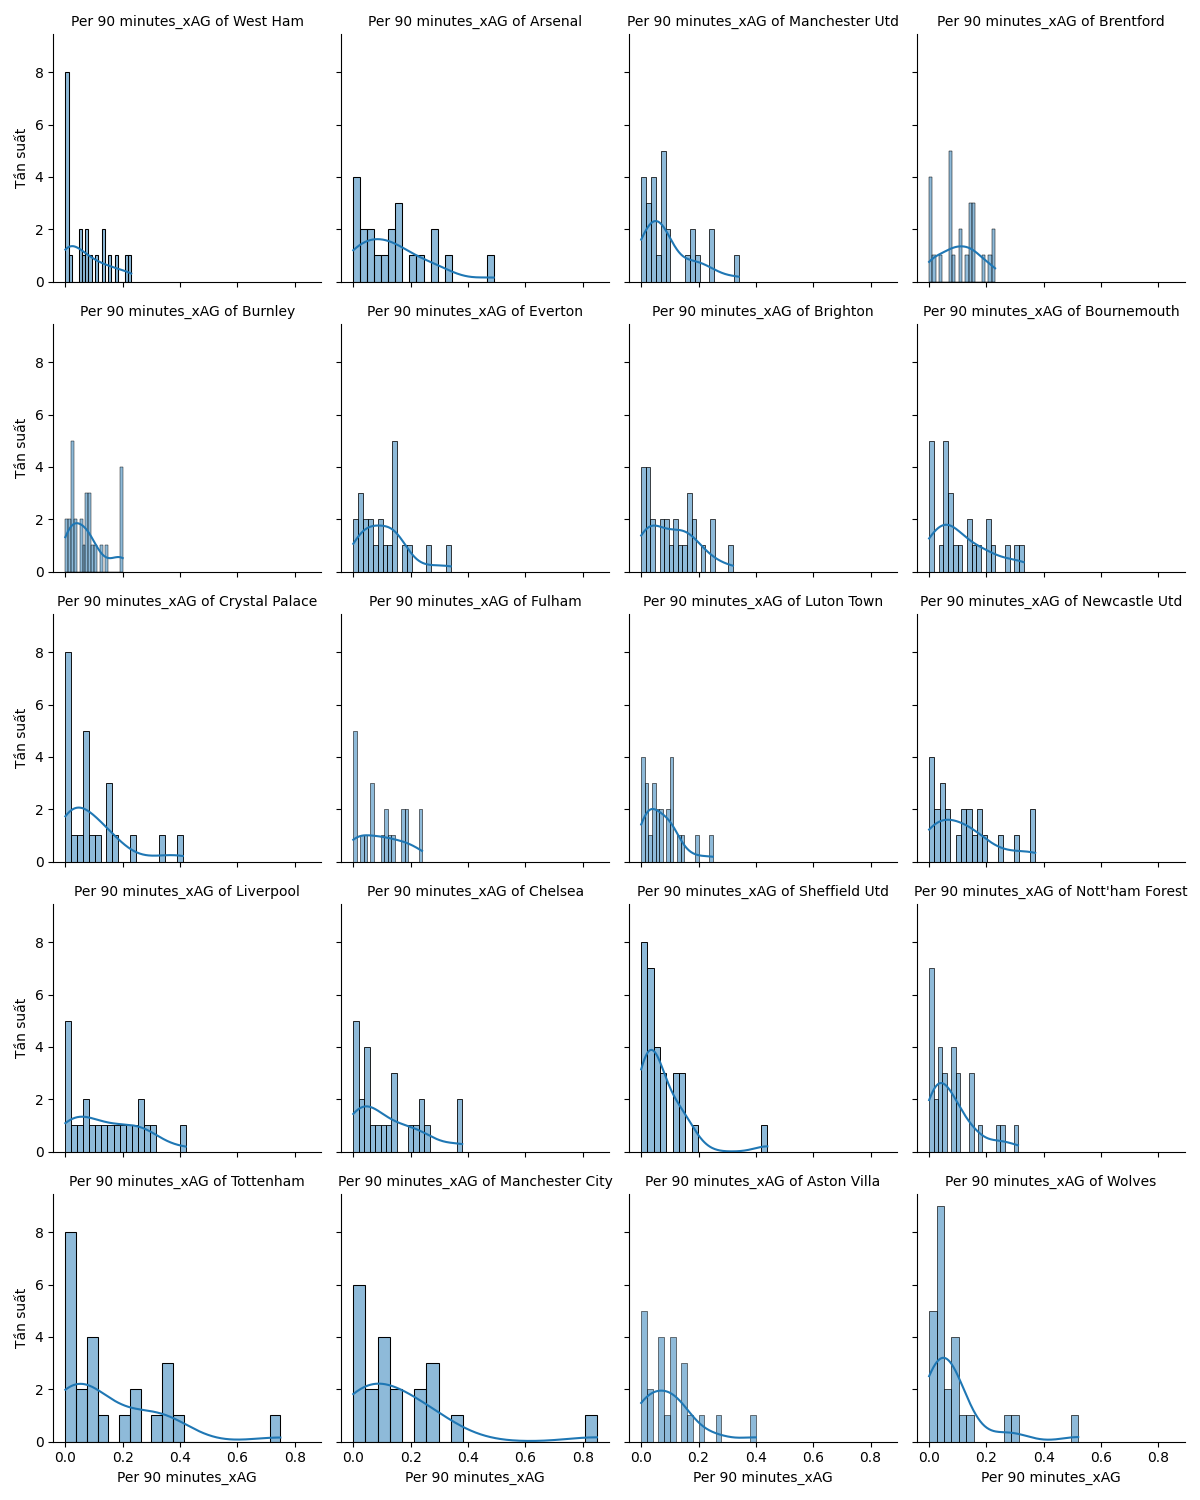 Per 90 minutes_xAG of West Ham
Per 90 minutes_xAG of Arsenal
Per 90 minutes_xAG of Manchester Utd
Per 90 minutes_xAG of Brentford
Tần suất
8
6
4
2
0
Per 90 minutes_xAG of Burnley
Per 90 minutes_xAG of Everton
Per 90 minutes_xAG of Brighton
Per 90 minutes_xAG of Bournemouth
Tần suất
8
6
4
2
0
Per 90 minutes_xAG of Crystal Palace
Per 90 minutes_xAG of Fulham
Per 90 minutes_xAG of Luton Town
Per 90 minutes_xAG of Newcastle Utd
Tần suất
8
6
4
2
0
Per 90 minutes_xAG of Liverpool
Per 90 minutes_xAG of Chelsea
Per 90 minutes_xAG of Sheffield Utd
Per 90 minutes_xAG of Nott'ham Forest
Tần suất
8
6
4
2
0
Per 90 minutes_xAG of Tottenham
Per 90 minutes_xAG of Manchester City
Per 90 minutes_xAG of Aston Villa
Per 90 minutes_xAG of Wolves
Tần suất
8
6
4
2
0
0.0 0.2 0.4 0.6 0.8
0.0 0.2 0.4 0.6 0.8
0.0 0.2 0.4 0.6 0.8
0.0 0.2 0.4 0.6 0.8
Per 90 minutes_xAG
Per 90 minutes_xAG
Per 90 minutes_xAG
Per 90 minutes_xAG